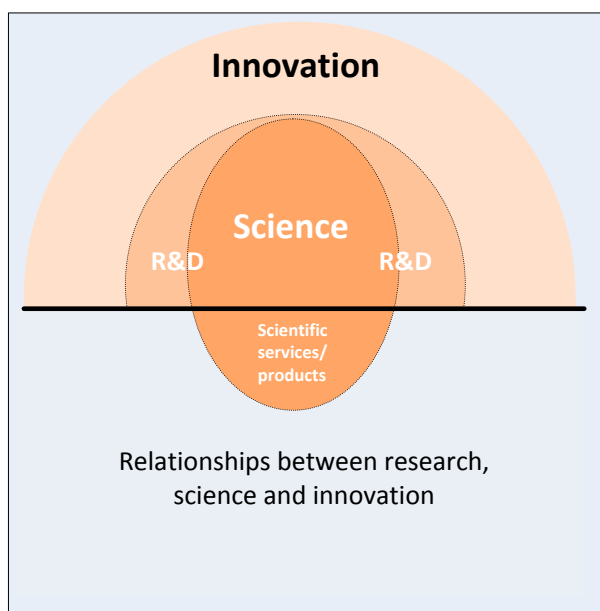 Innovation
Science
R&D
R&D
Scientific
services/
products
Relationships between research,
science and innovation